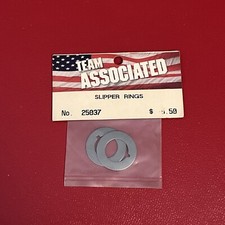 TEAM
ASSOCIATED
SLIPPER RINGS
No. 25037 $ .50